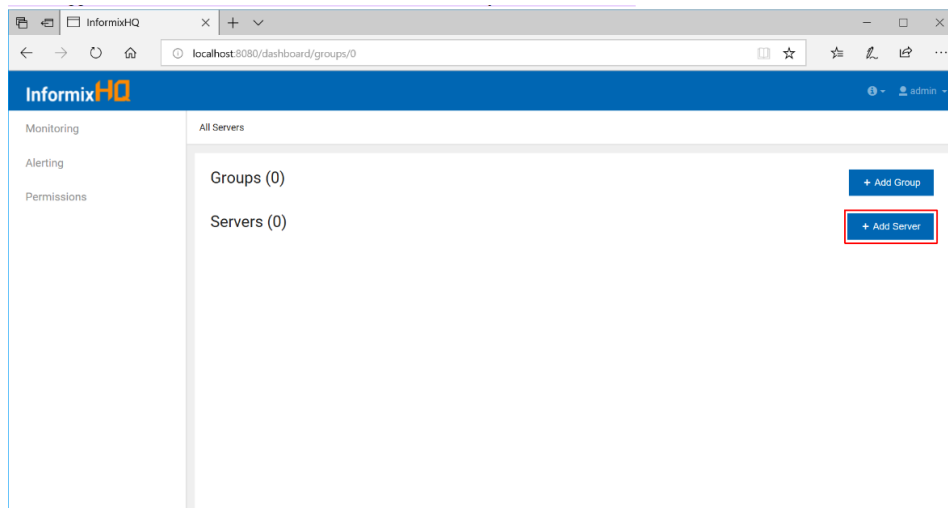 InformixHQ
localhost:8080/dashboard/groups/0
InformixHQ
admin
Monitoring
Alerting
Permissions
All Servers
Groups (0)
+ Add Group
Servers (0)
+ Add Server